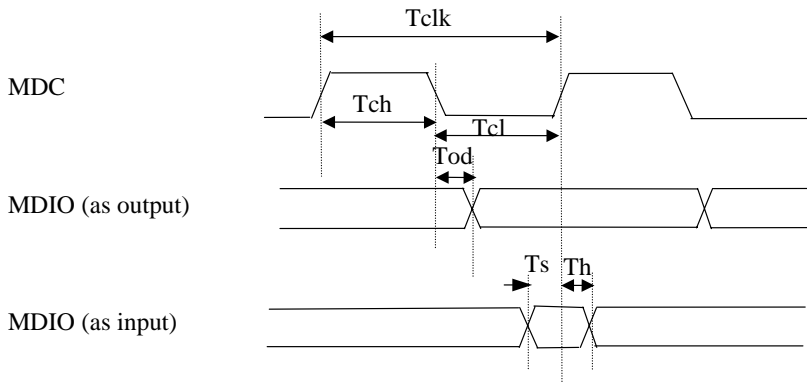 Tclk
MDC
Tch
Tcl
Tod
MDIO (as output)
Ts
Th
MDIO (as input)